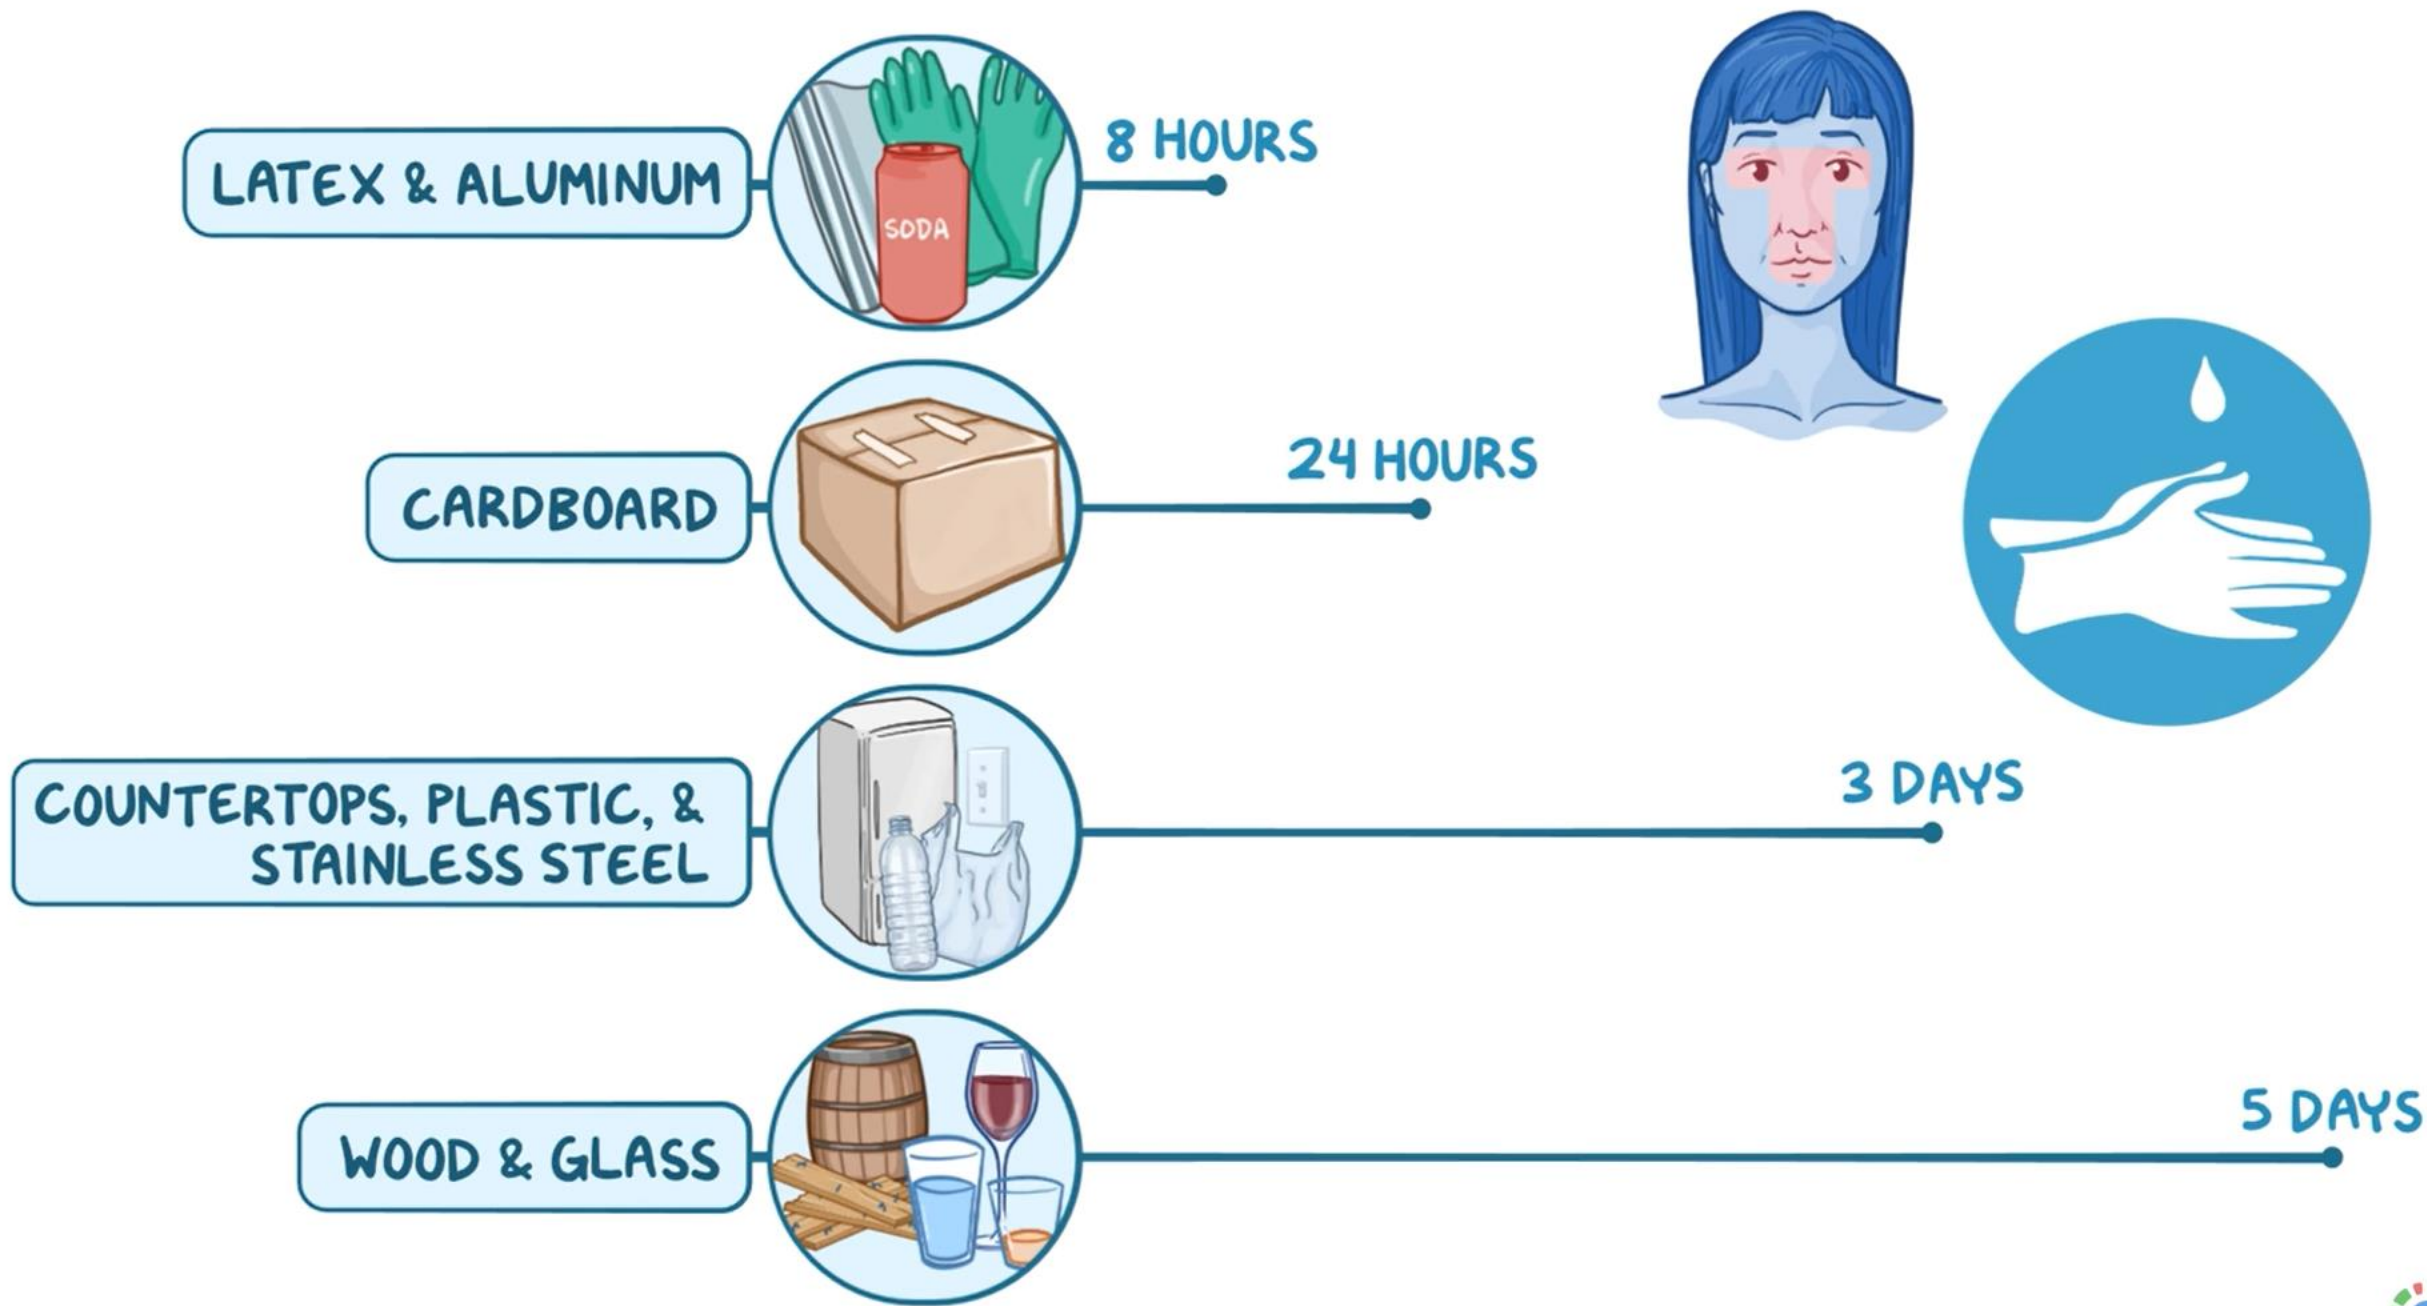 LATEX & ALUMINUM
SODA
8 HOURS
CARDBOARD
24 HOURS
COUNTERTOPS, PLASTIC, &
STAINLESS STEEL
3 DAYS
WOOD & GLASS
5 DAYS